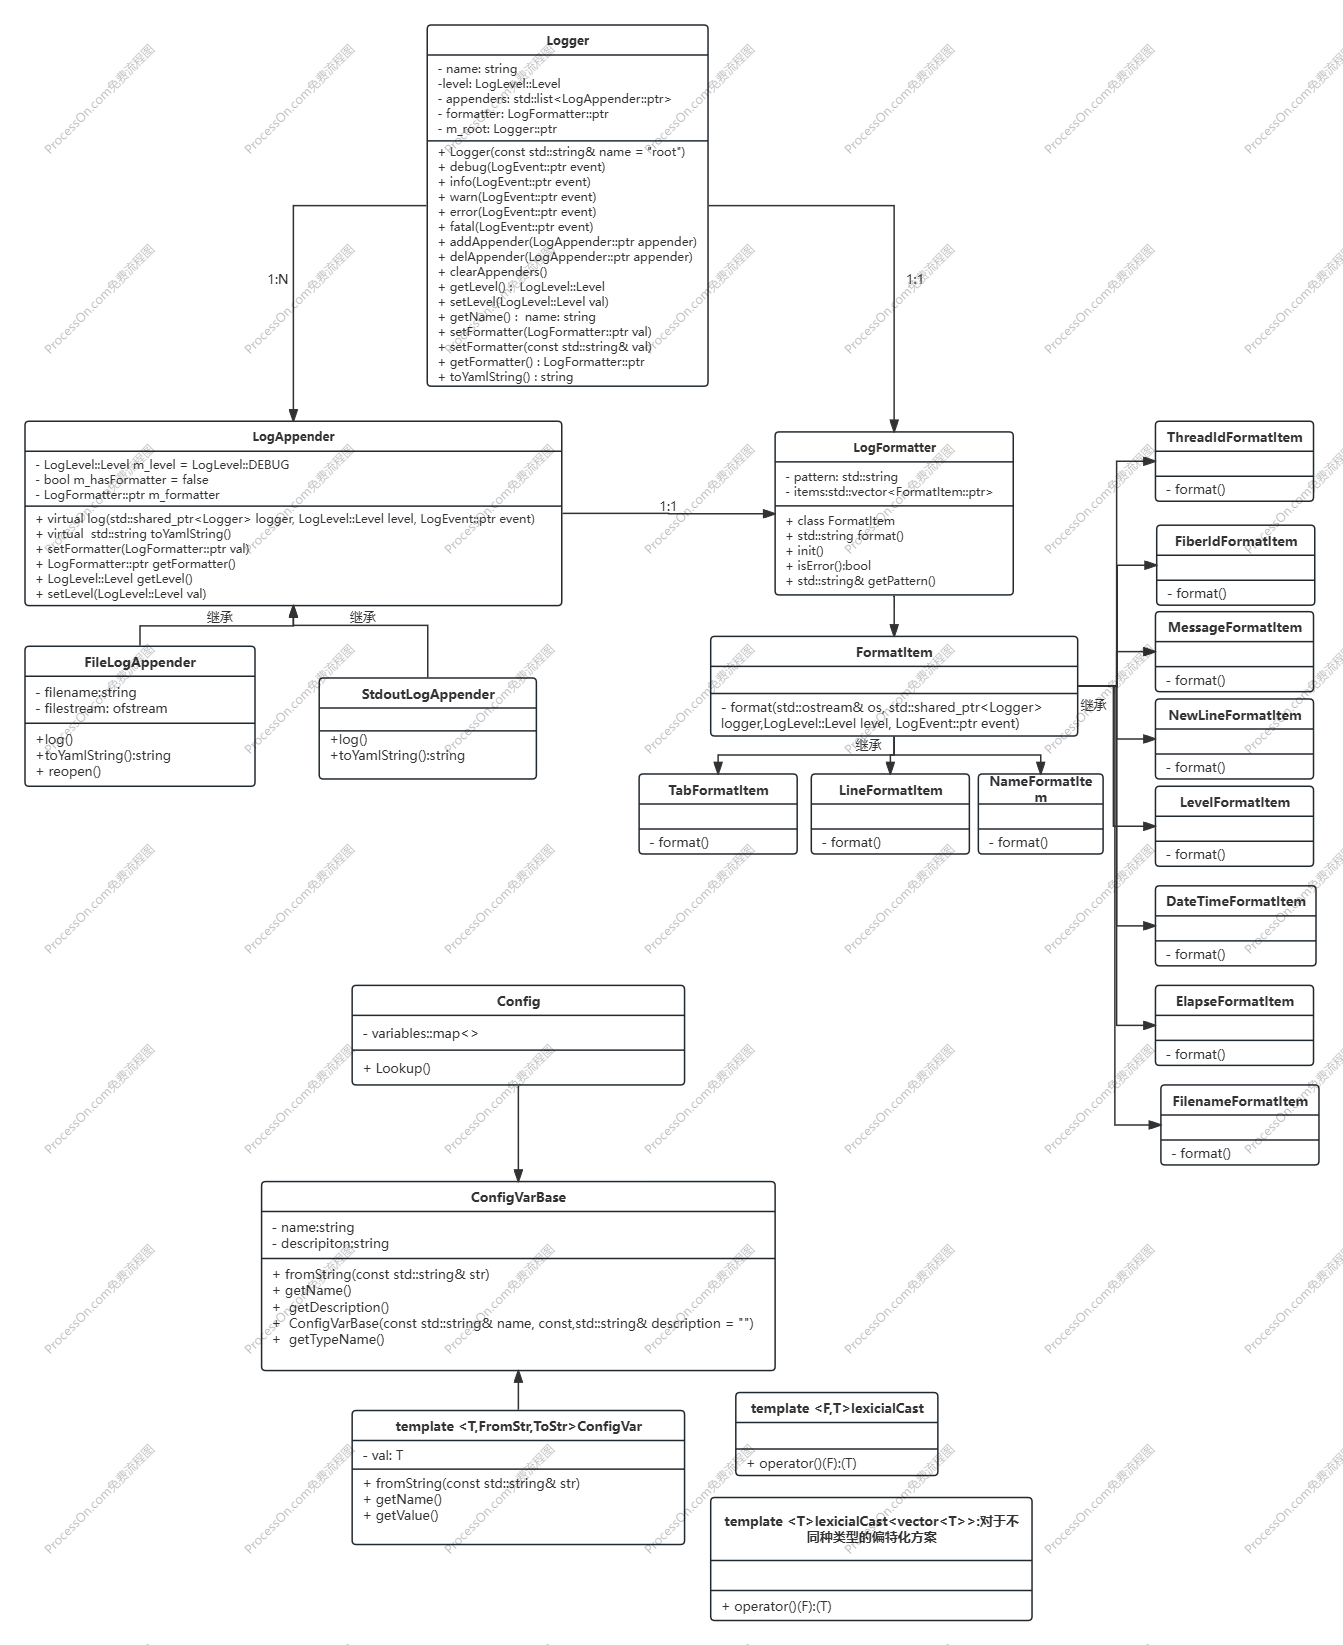 Logger
- name: string
-level: LogLevel::Level
- appenders: std::list<LogAppender::ptr>
- formatter: LogFormatter::ptr
- m_root: Logger::ptr
+ Logger(const std::string& name = "root")
+ debug(LogEvent::ptr event)
+ info(LogEvent::ptr event)
+ warn(LogEvent::ptr event)
+ error(LogEvent::ptr event)
+ fatal(LogEvent::ptr event)
+ addAppender(LogAppender::ptr appender)
+ delAppender(LogAppender::ptr appender)
+ clearAppenders()
+ getLevel() :  LogLevel::Level
+ setLevel(LogLevel::Level val)
+ getName() :  name: string
+ setFormatter(LogFormatter::ptr val)
+ setFormatter(const std::string& val)
+ getFormatter() : LogFormatter::ptr
+ toYamlString() : string
1:N
1:1
LogAppender
- LogLevel::Level m_level = LogLevel::DEBUG
- bool m_hasFormatter = false
- LogFormatter::ptr m_formatter
+ virtual log(std::shared_ptr<Logger> logger, LogLevel::Level level, LogEvent::ptr event)
+ virtual  std::string toYamlString()
+ setFormatter(LogFormatter::ptr val)
+ LogFormatter::ptr getFormatter()
+ LogLevel::Level getLevel()
+ setLevel(LogLevel::Level val)
1:1
LogFormatter
- pattern: std::string
- items:std::vector<FormatItem::ptr>
+ class FormatItem
+ std::string format()
+ init()
+ isError():bool
+ std::string& getPattern()
继承
继承
FileLogAppender
- filename:string
- filestream: ofstream
+log()
+toYamlString():string
+ reopen()
StdoutLogAppender
+log()
+toYamlString():string
FormatItem
- format(std::ostream& os, std::shared_ptr<Logger>
logger,LogLevel::Level level, LogEvent::ptr event)
继承
继承
TabFormatItem
- format()
LineFormatItem
- format()
NameFormatIte
m
- format()
ThreadIdFormatItem
- format()
FiberIdFormatItem
- format()
MessageFormatItem
- format()
NewLineFormatItem
- format()
LevelFormatItem
- format()
DateTimeFormatItem
- format()
ElapseFormatItem
- format()
FilenameFormatItem
- format()
Config
- variables::map<>
+ Lookup()
ConfigVarBase
- name:string
- descripiton:string
+ fromString(const std::string& str)
+ getName()
+  getDescription()
+  ConfigVarBase(const std::string& name, const,std::string& description = "")
+  getTypeName()
template <T,FromStr,ToStr>ConfigVar
- val: T
+ fromString(const std::string& str)
+ getName()
+ getValue()
template <F,T>lexicialCast
+ operator()(F):(T)
template <T>lexicialCast<vector<T>>:对于不
同种类型的偏特化方案
+ operator()(F):(T)
ProcessOn.com免费流程图